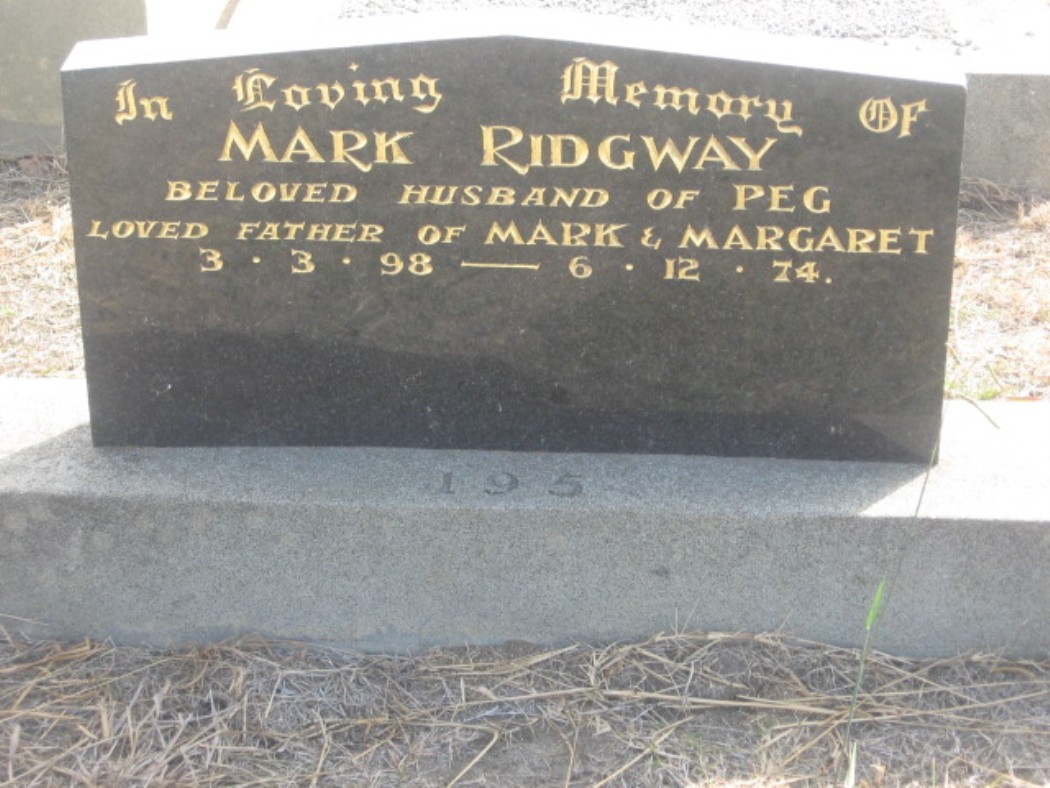 In Loving Memory Of
MARK RIDGWAY
BELOVED HUSBAND OF PEG
LOVED FATHER OF MARK & MARGARET
3 · 3 · 98 — 6 · 12 · 74.
195